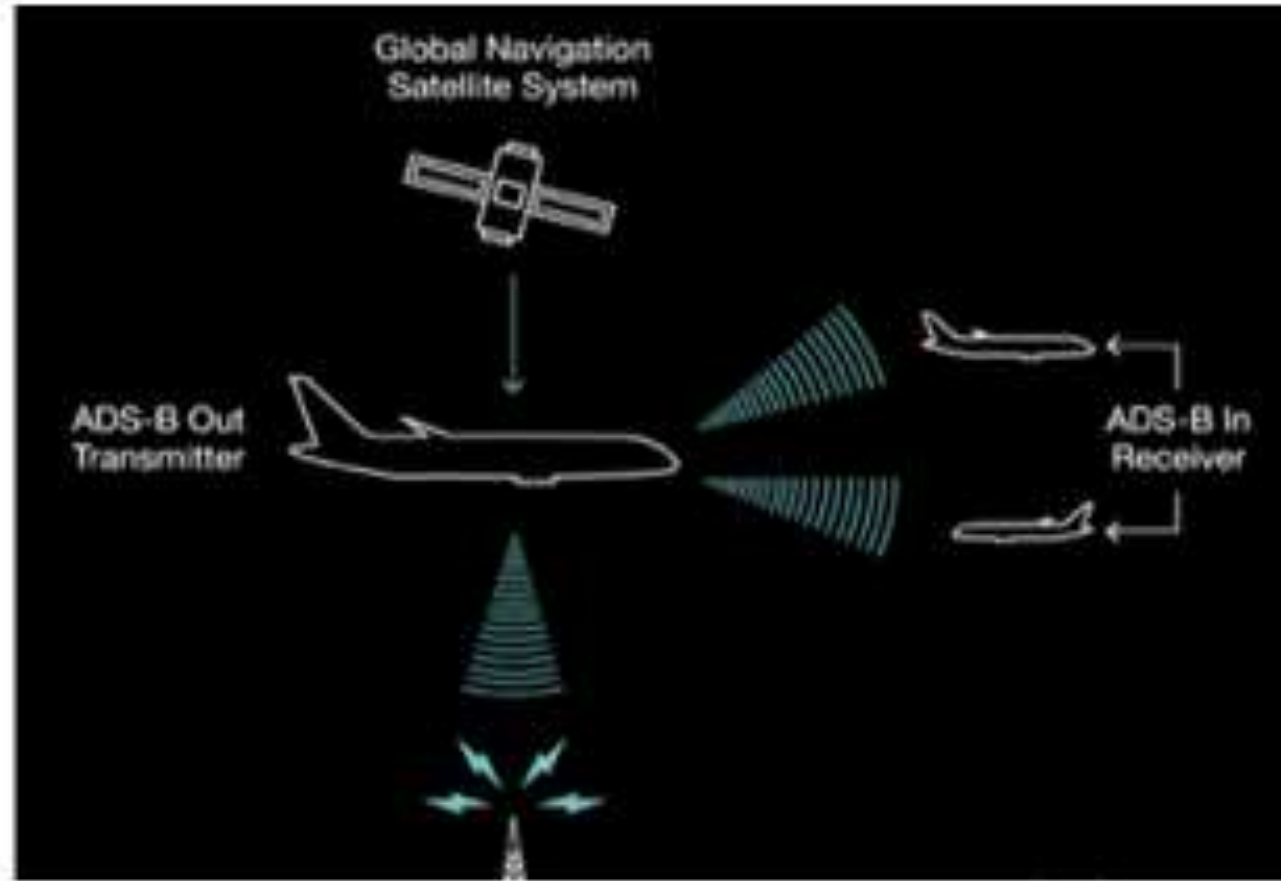 Global Navigation
Satellite System
ADS-B Out
Transmitter
ADS-B In
Receiver